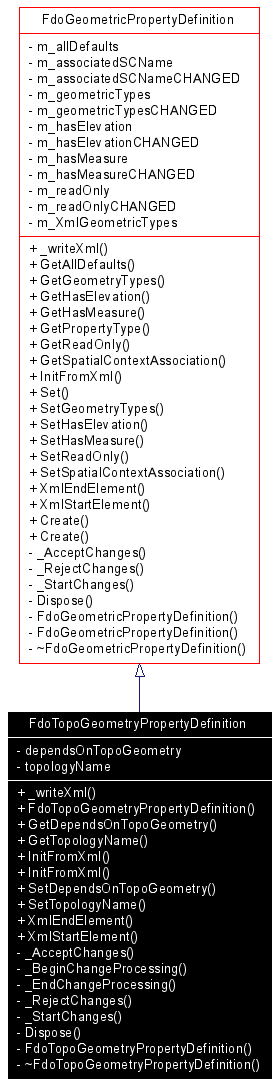 FdoGeometricPropertyDefinition
- m_allDefaults
- m_associatedSCName
- m_associatedSCNameCHANGED
- m_geometricTypes
- m_geometricTypesCHANGED
- m_hasElevation
- m_hasElevationCHANGED
- m_hasMeasure
- m_hasMeasureCHANGED
- m_readOnly
- m_readOnlyCHANGED
- m_XmlGeometricTypes
+ _writeXml()
+ GetAllDefaults()
+ GetGeometryTypes()
+ GetHasElevation()
+ GetHasMeasure()
+ GetPropertyType()
+ GetReadOnly()
+ GetSpatialContextAssociation()
+ InitFromXml()
+ Set()
+ SetGeometryTypes()
+ SetHasElevation()
+ SetHasMeasure()
+ SetReadOnly()
+ SetSpatialContextAssociation()
+ XmlEndElement()
+ XmlStartElement()
+ Create()
+ Create()
- _AcceptChanges()
- _RejectChanges()
- _StartChanges()
- Dispose()
- FdoGeometricPropertyDefinition()
- FdoGeometricPropertyDefinition()
- ~FdoGeometricPropertyDefinition()
FdoTopoGeometryPropertyDefinition
- dependsOnTopoGeometry
- topologyName
+ _writeXml()
+ FdoTopoGeometryPropertyDefinition()
+ GetDependsOnTopoGeometry()
+ GetTopologyName()
+ InitFromXml()
+ InitFromXml()
+ SetDependsOnTopoGeometry()
+ SetTopologyName()
+ XmlEndElement()
+ XmlStartElement()
- _AcceptChanges()
- _BeginChangeProcessing()
- _EndChangeProcessing()
- _RejectChanges()
- _StartChanges()
- Dispose()
- FdoTopoGeometryPropertyDefinition()
- ~FdoTopoGeometryPropertyDefinition()